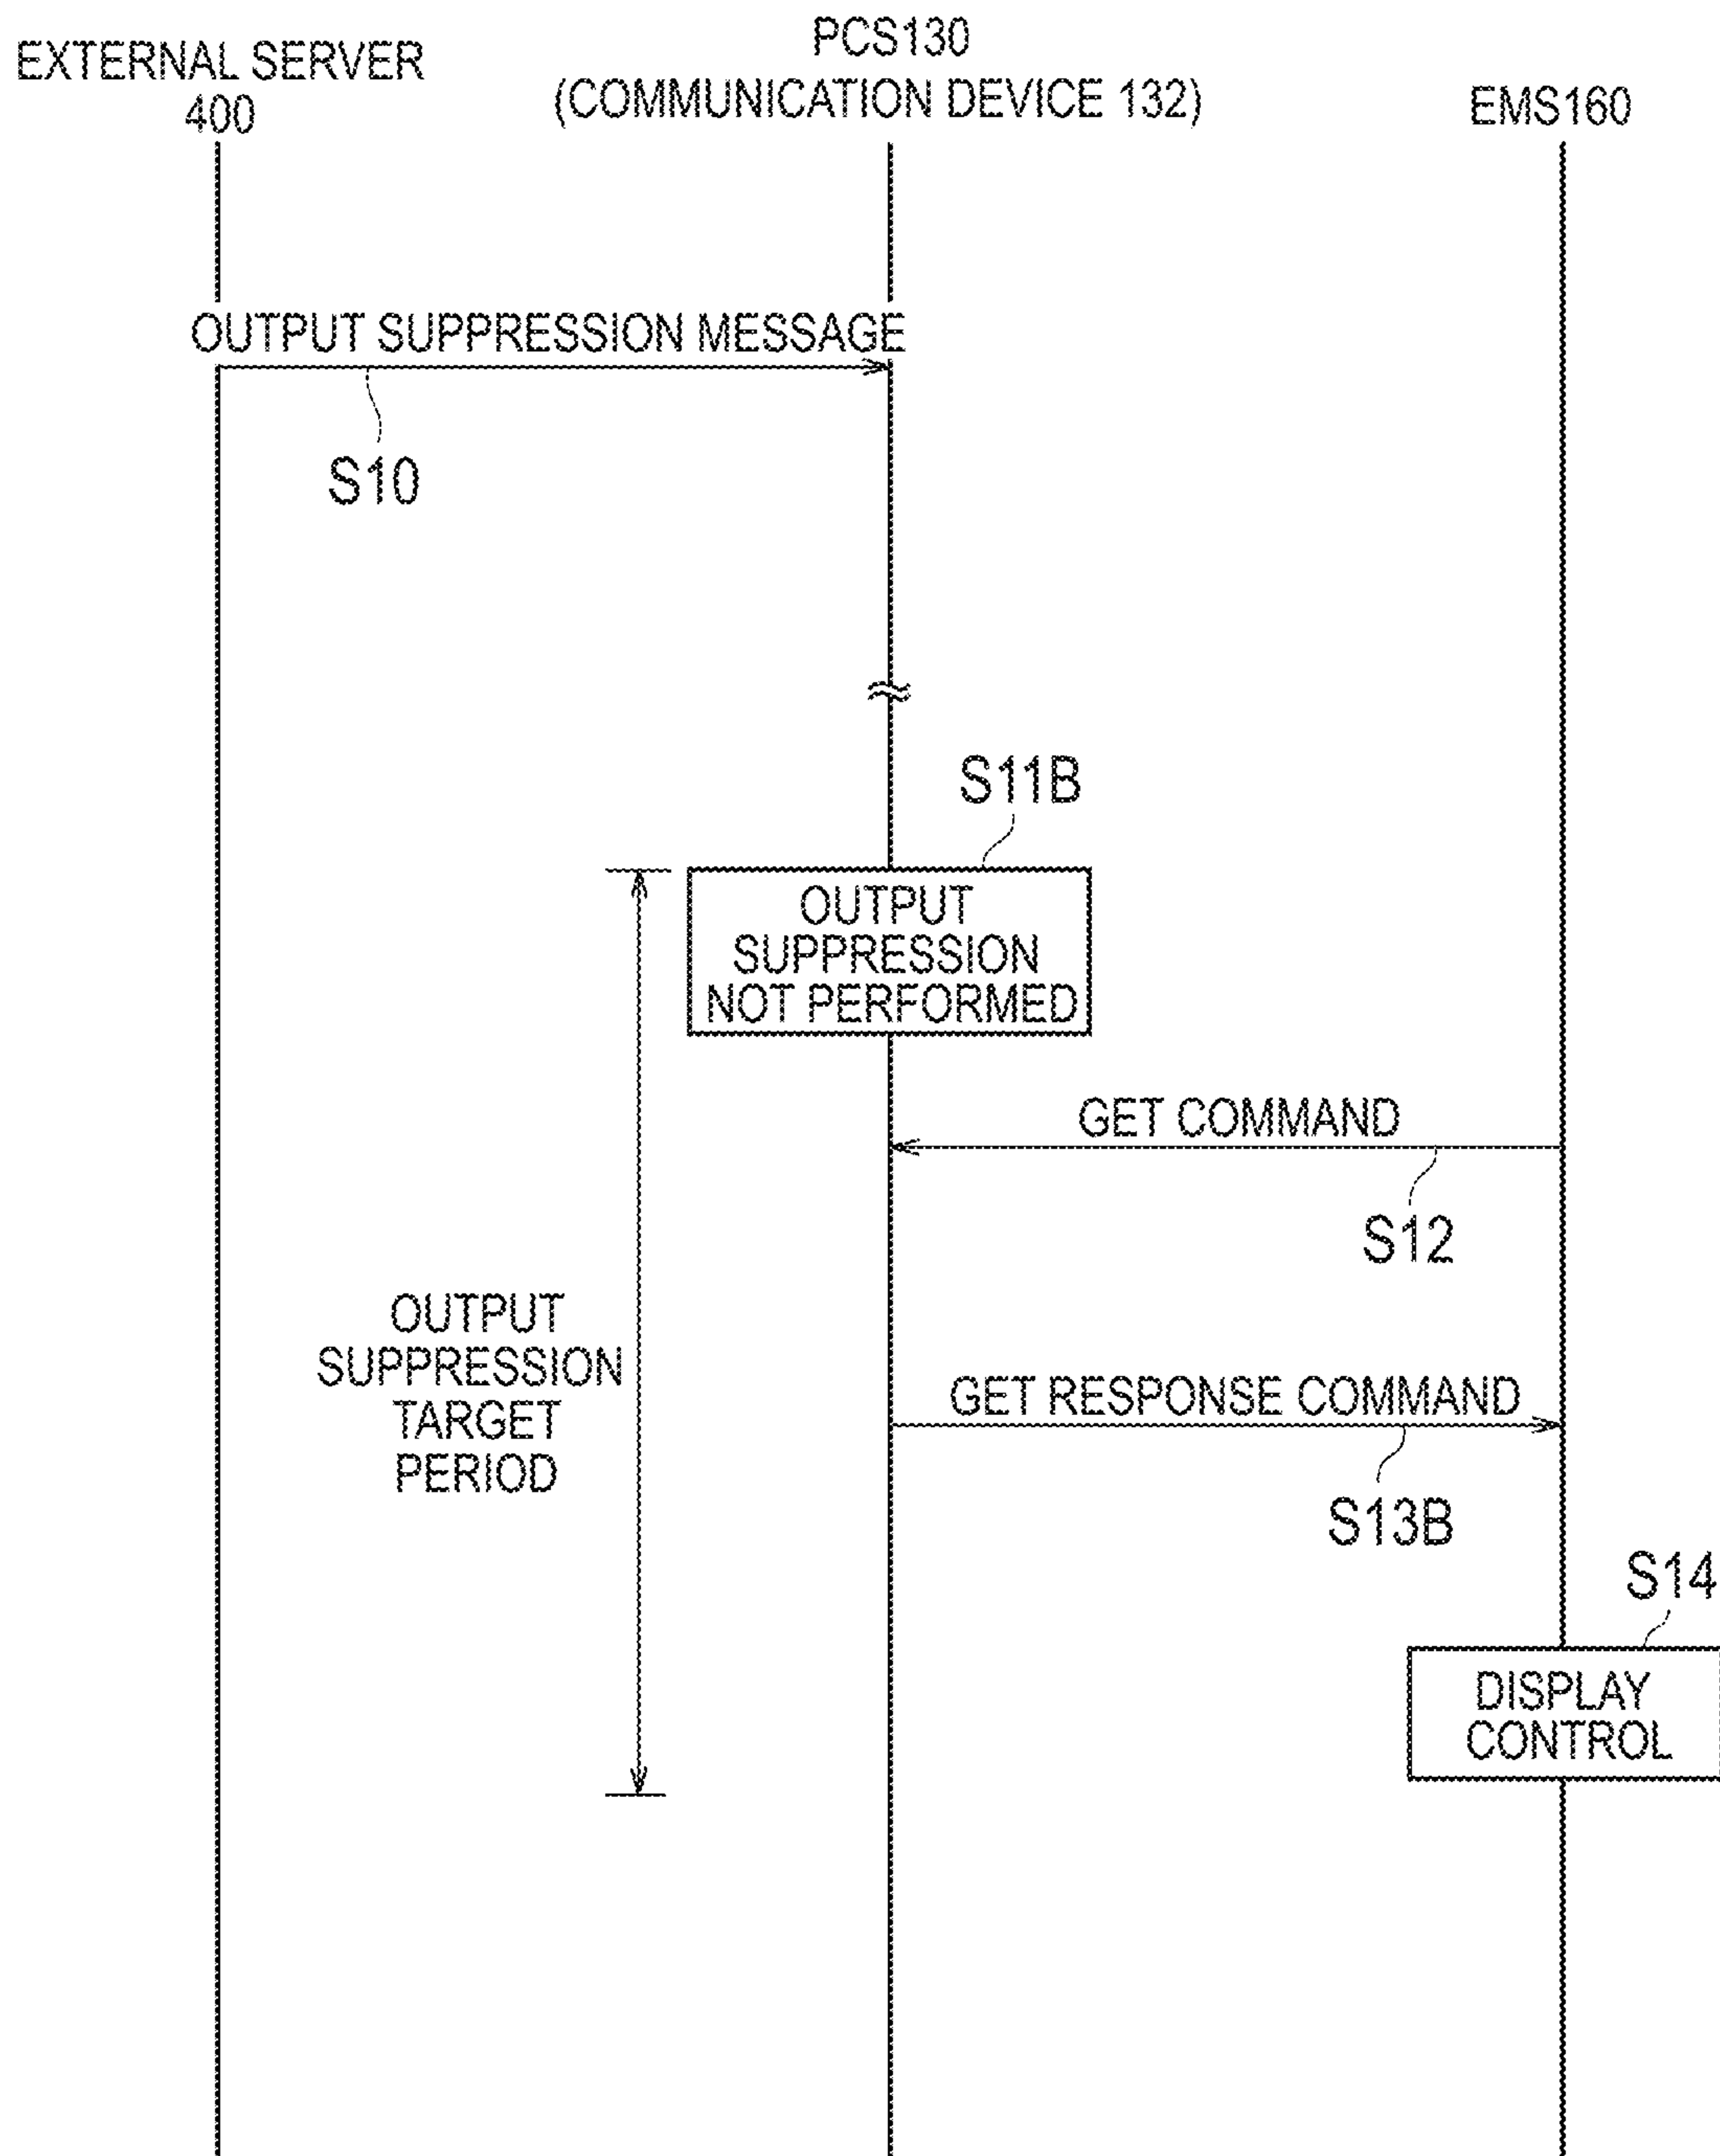 EXTERNAL SERVER
400
PCS130
(COMMUNICATION DEVICE 132)
EMS160
OUTPUT SUPPRESSION MESSAGE
S10
S11B
OUTPUT
SUPPRESSION
NOT PERFORMED
GET COMMAND
S12
OUTPUT
SUPPRESSION
TARGET
PERIOD
GET RESPONSE COMMAND
S13B
S14
DISPLAY
CONTROL